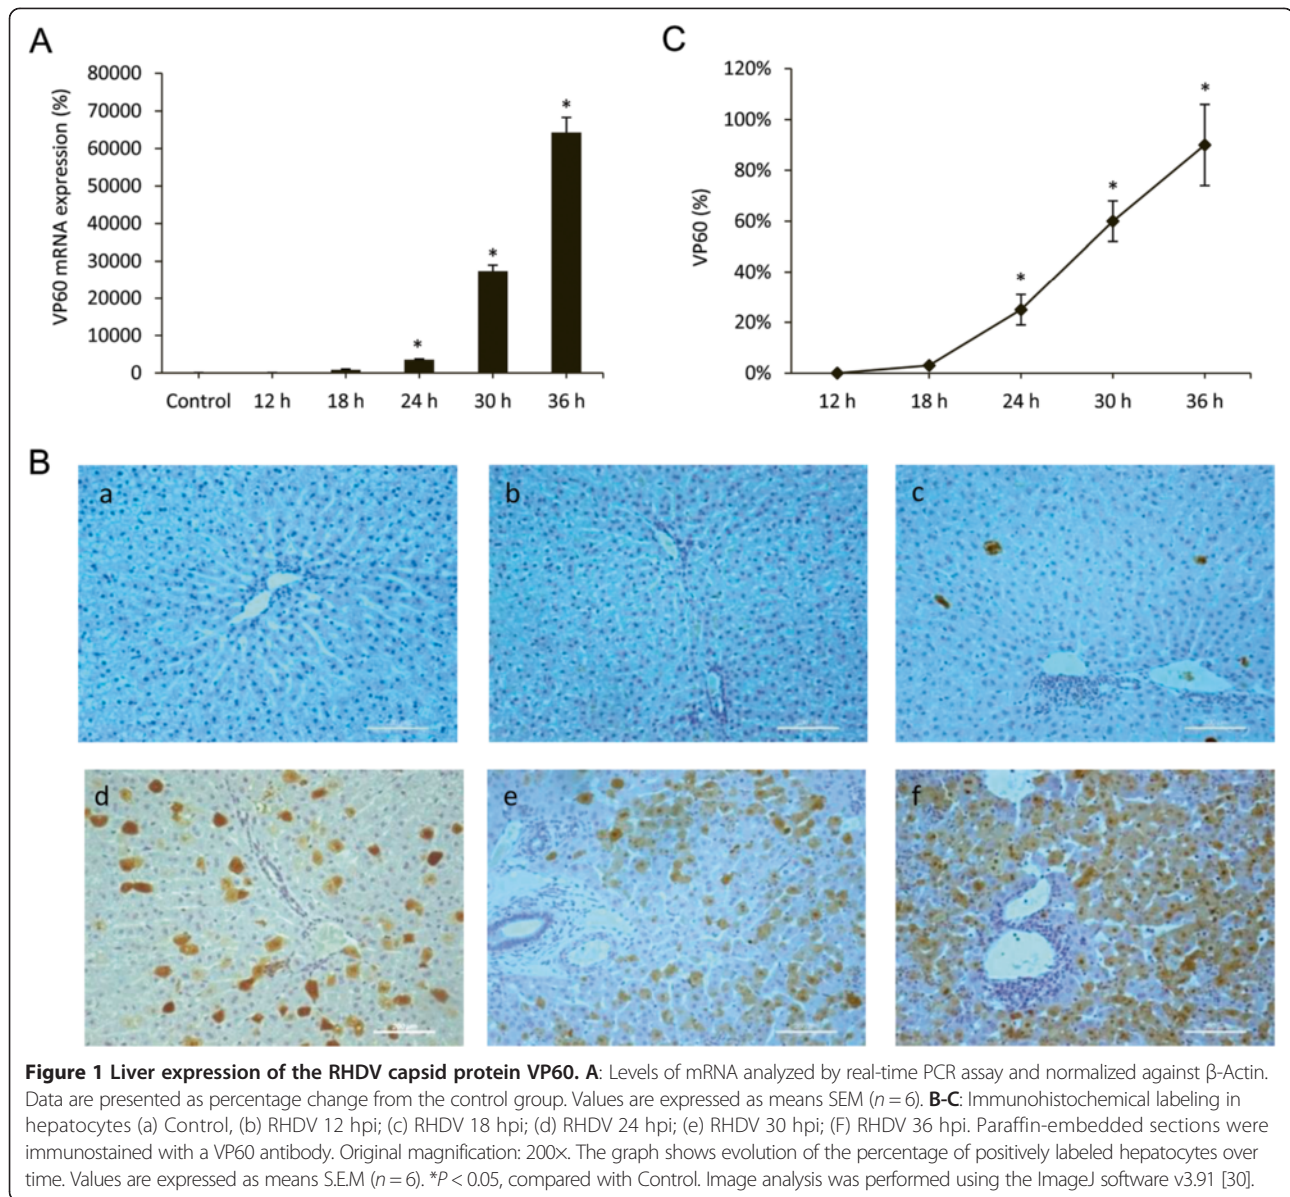 A
VP60 mRNA expression (%)
80000
70000
60000
50000
40000
30000
20000
10000
0
*
*
*
Control 12 h 18 h 24 h 30 h 36 h
C
VP60 (%)
120%
100%
80%
60%
40%
20%
0%
*
*
*
12 h 18 h 24 h 30 h 36 h
B
a
b
c
d
e
f
Figure 1 Liver expression of the RHDV capsid protein VP60. A: Levels of mRNA analyzed by real-time PCR assay and normalized against β-Actin.
Data are presented as percentage change from the control group. Values are expressed as means SEM (n = 6). B-C: Immunohistochemical labeling in
hepatocytes (a) Control, (b) RHDV 12 hpi; (c) RHDV 18 hpi; (d) RHDV 24 hpi; (e) RHDV 30 hpi; (F) RHDV 36 hpi. Paraffin-embedded sections were
immunostained with a VP60 antibody. Original magnification: 200×. The graph shows evolution of the percentage of positively labeled hepatocytes over
time. Values are expressed as means S.E.M (n = 6). *P < 0.05, compared with Control. Image analysis was performed using the ImageJ software v3.91 [30].